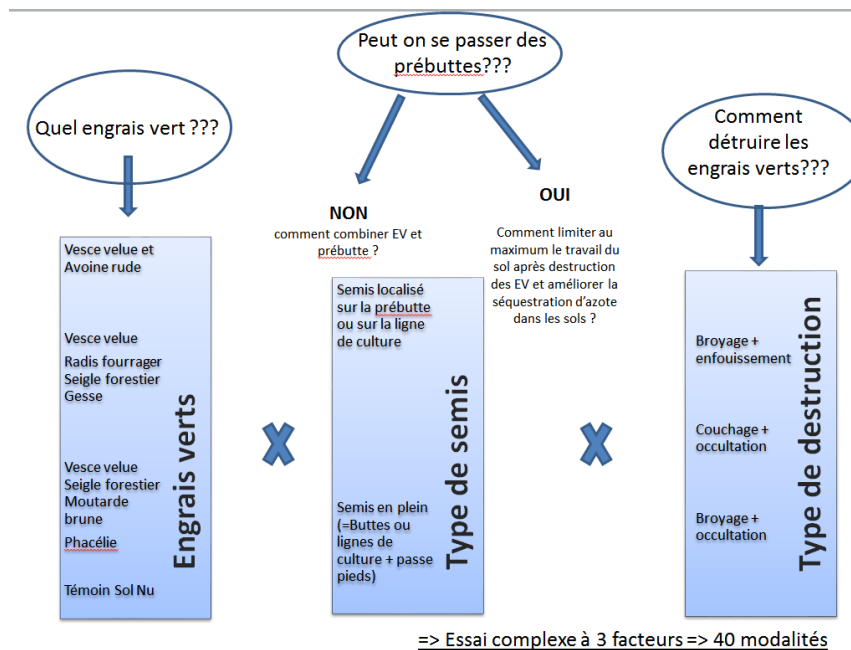 Peut on se passer des
prébuttes???
Quel engrais vert ???
Comment
détruire les
engrais verts???
NON
comment combiner EV et
prébutte ?
OUI
Comment limiter au
maximum le travail du
sol après destruction
des EV et améliorer la
séquestration d'azote
dans les sols ?
Vesce velue et
Avoine rude
Vesce velue
Radis fourrager
Seigle forestier
Gesse
Vesce velue
Seigle forestier
Moutarde
brune
Phacélie
Témoin Sol Nu
Engrais verts
Semis localisé
sur la prébutte
ou sur la ligne
de culture
Semis en plein
(=Buttes ou
lignes de
culture + passe
pieds)
Type de semis
Broyage +
enfouissement
Couchage +
occultation
Broyage +
occultation
Type de destruction
=> Essai complexe à 3 facteurs => 40 modalités